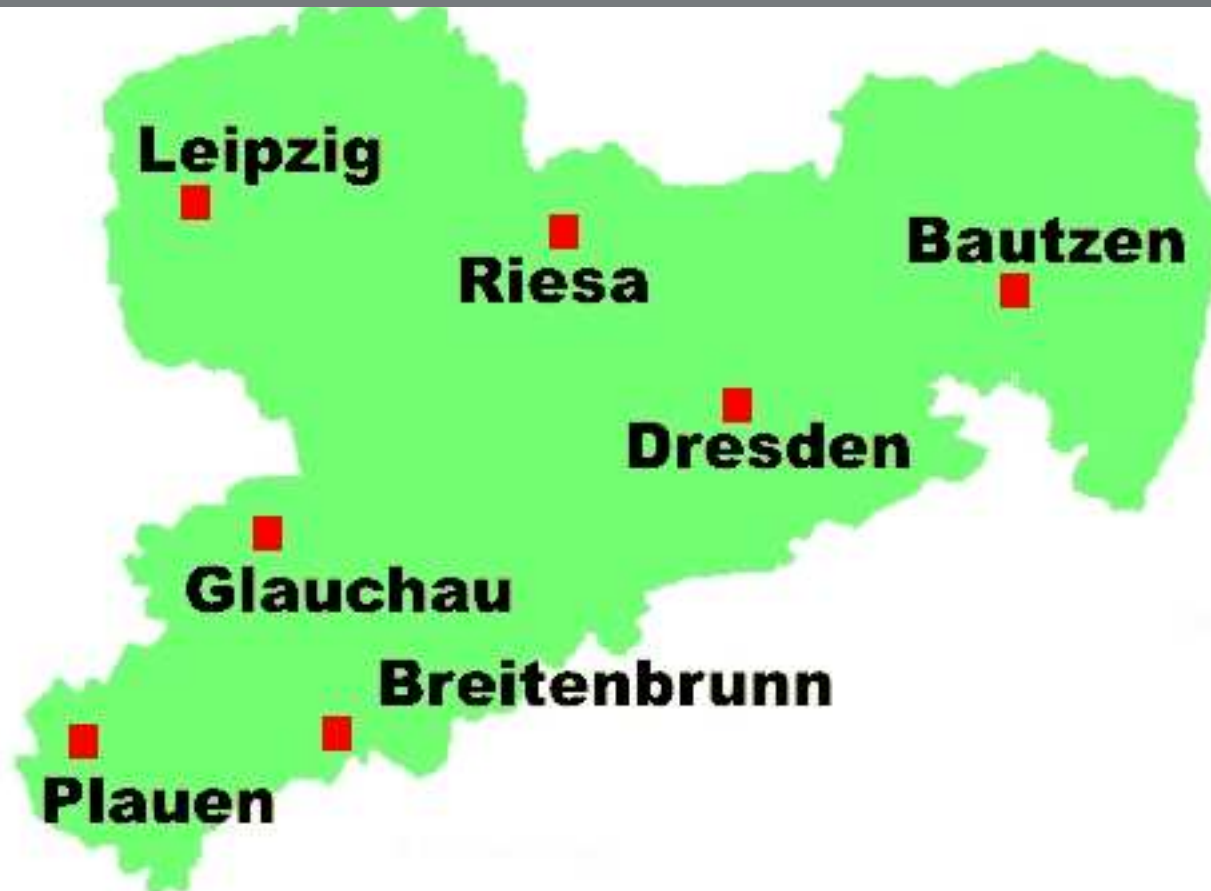 Leipzig
Bautzen
Riesa
Dresden
Glauchau
Breitenbrunn
Plauen